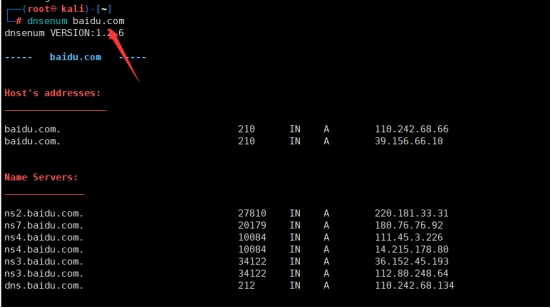 (root㉿kali)-[~]
# dnsenum baidu.com
dnsenum VERSION:1. 6
----- baidu.com -----
Host's addresses:
baidu.com. 210 IN A 110.242.68.66
baidu.com. 210 IN A 39.156.66.10
Name Servers:
ns2.baidu.com. 27810 IN A 220.181.33.31
ns7.baidu.com. 20179 IN A 180.76.76.92
ns4.baidu.com. 10084 IN A 111.45.3.226
ns4.baidu.com. 10084 IN A 14.215.178.80
ns3.baidu.com. 34122 IN A 36.152.45.193
ns3.baidu.com. 34122 IN A 112.80.248.64
dns.baidu.com. 212 IN A 110.242.68.134